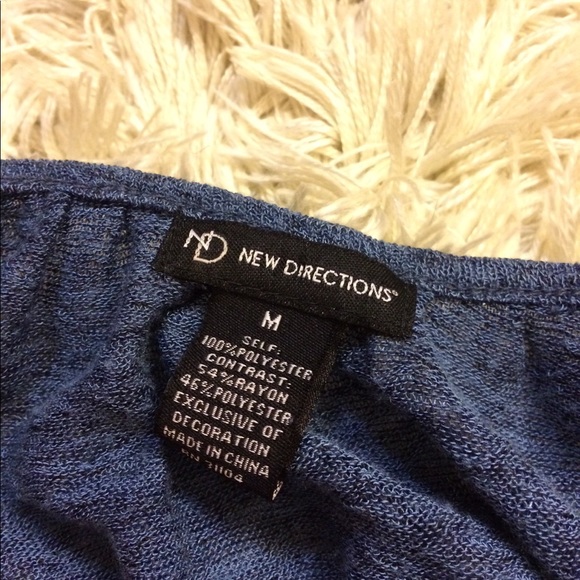 ND NEW DIRECTIONS®
M
SELF:
100%POLYESTER
CONTRAST:
54%RAYON
46%POLYESTER
EXCLUSIVE OF
DECORATION
MADE IN CHINA